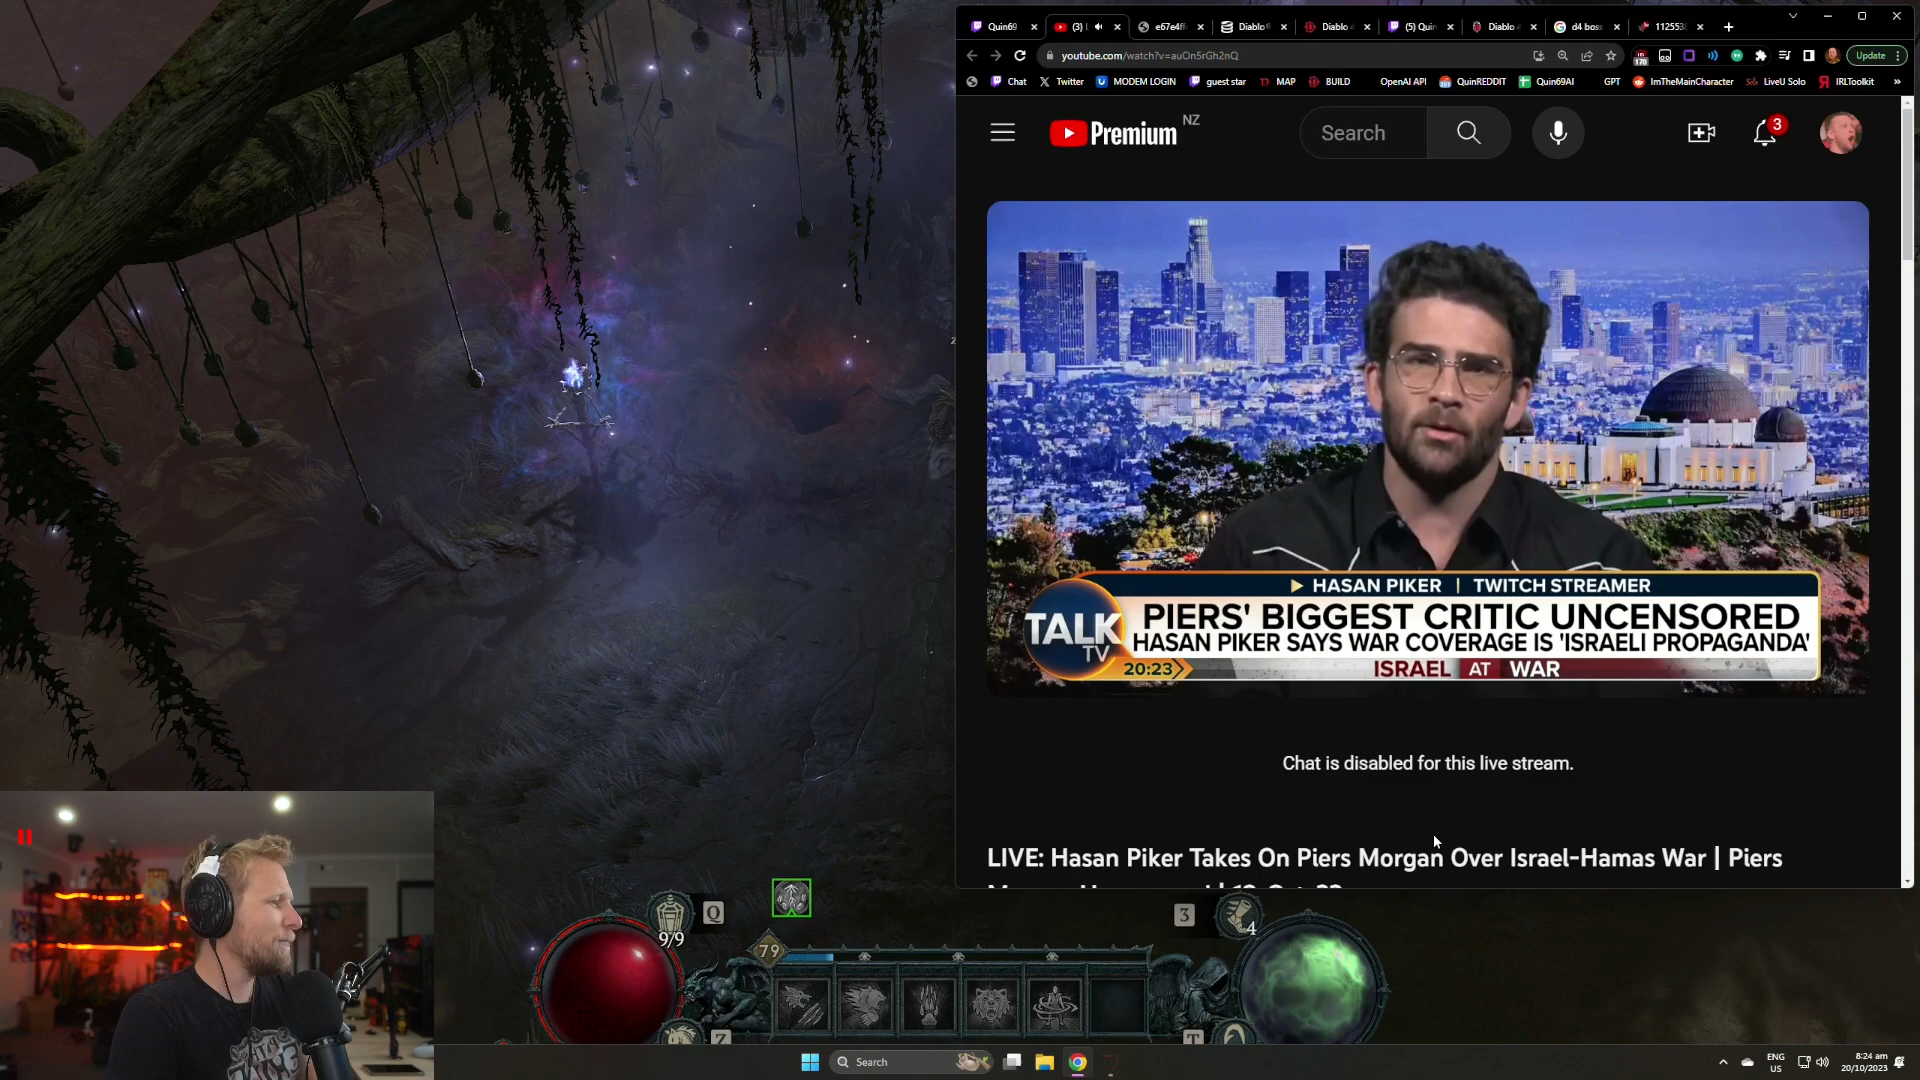 Quin69
(3)
e67e4ff
Diablo
Diablo
(5) Quin
Diablo
d4 boss
112553
youtube.com/watch?v=auOn5rGh2nQ
170
Update
Chat
Twitter
MODEM LOGIN
guest star
MAP
BUILD
OpenAI API
QuinREDDIT
Quin69AI
GPT
ImTheMainCharacter
LiveU Solo
IRLToolkit
»
Premium NZ
Search
3
HASAN PIKER | TWITCH STREAMER
TALK TV
PIERS' BIGGEST CRITIC UNCENSORED
HASAN PIKER SAYS WAR COVERAGE IS 'ISRAELI PROPAGANDA'
20:23
ISRAEL AT WAR
Chat is disabled for this live stream.
LIVE: Hasan Piker Takes On Piers Morgan Over Israel-Hamas War | Piers
Q
9/9
79
3
4
Z
T
Search
ENG
US
8:24 am
20/10/2023